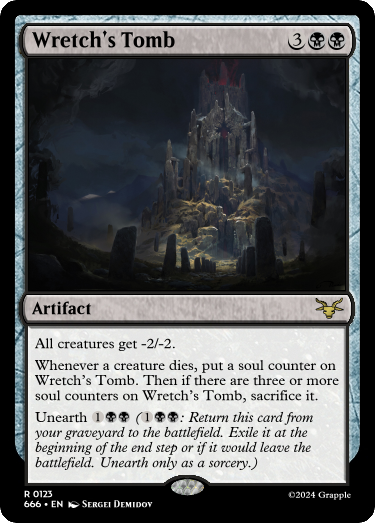 Wretch's Tomb 3
Artifact
All creatures get -2/-2.
Whenever a creature dies, put a soul counter on
Wretch's Tomb. Then if there are three or more
soul counters on Wretch's Tomb, sacrifice it.
Unearth 1 (1: Return this card from
your graveyard to the battlefield. Exile it at the
beginning of the end step or if it would leave the
battlefield. Unearth only as a sorcery.)
R 0123
666 • EN Sergei Demidov
©2024 Grapple